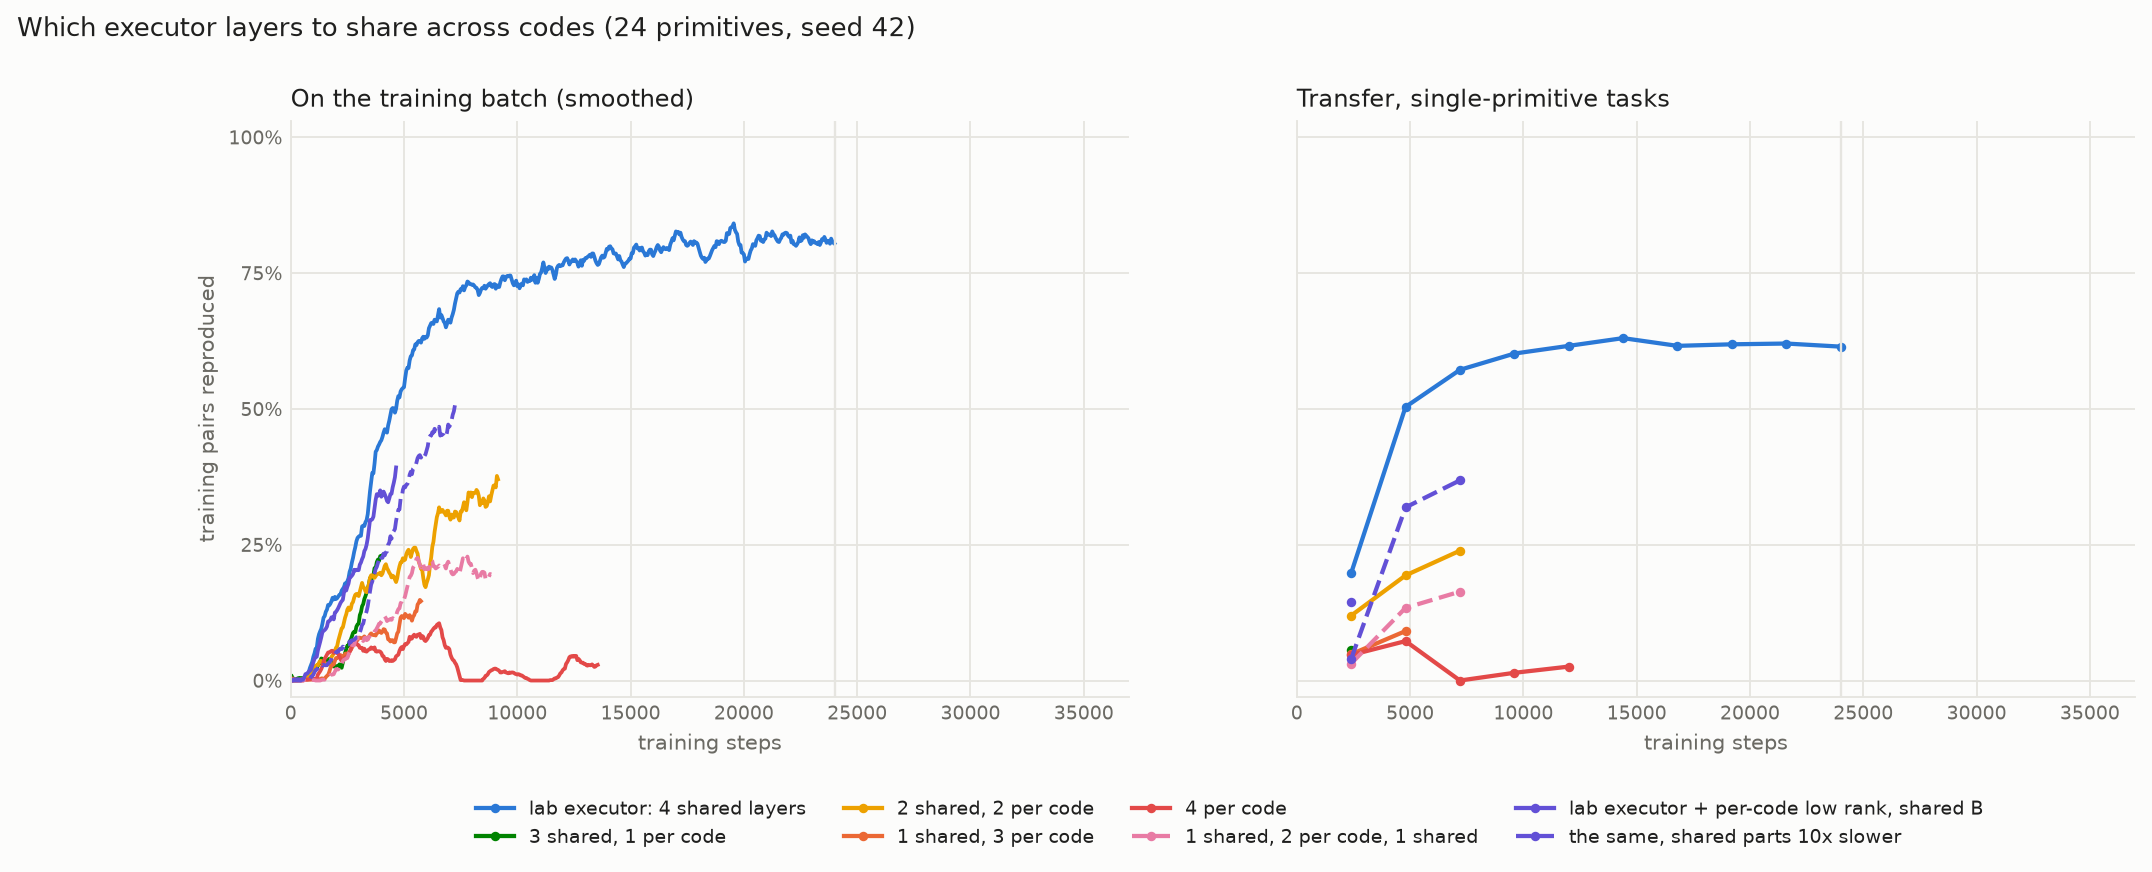 Which executor layers to share across codes (24 primitives, seed 42)
On the training batch (smoothed)
training pairs reproduced
100%
75%
50%
25%
0%
0 5000 10000 15000 20000 25000 30000 35000
training steps
Transfer, single-primitive tasks
0 5000 10000 15000 20000 25000 30000 35000
training steps
lab executor: 4 shared layers
3 shared, 1 per code
2 shared, 2 per code
1 shared, 3 per code
4 per code
1 shared, 2 per code, 1 shared
lab executor + per-code low rank, shared B
the same, shared parts 10x slower